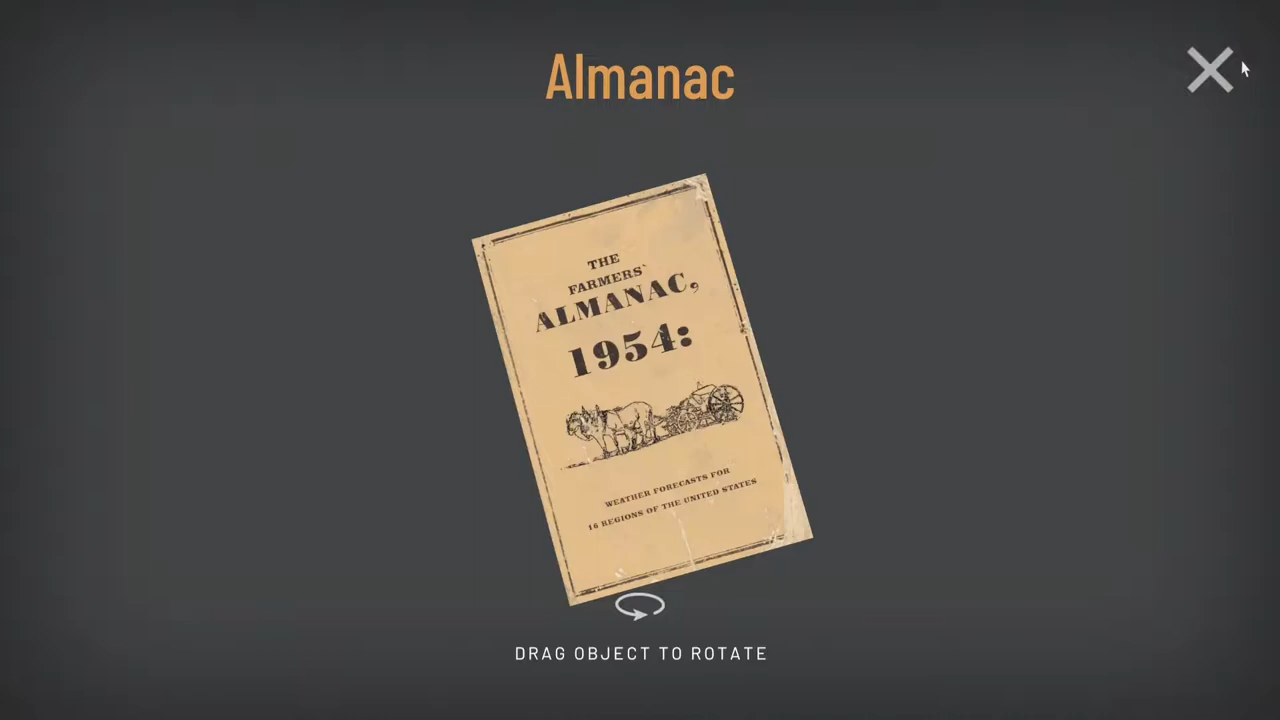 Almanac
THE
FARMERS`
ALMANAC,
1954:
WEATHER FORECASTS FOR
16 REGIONS OF THE UNITED STATES
DRAG OBJECT TO ROTATE